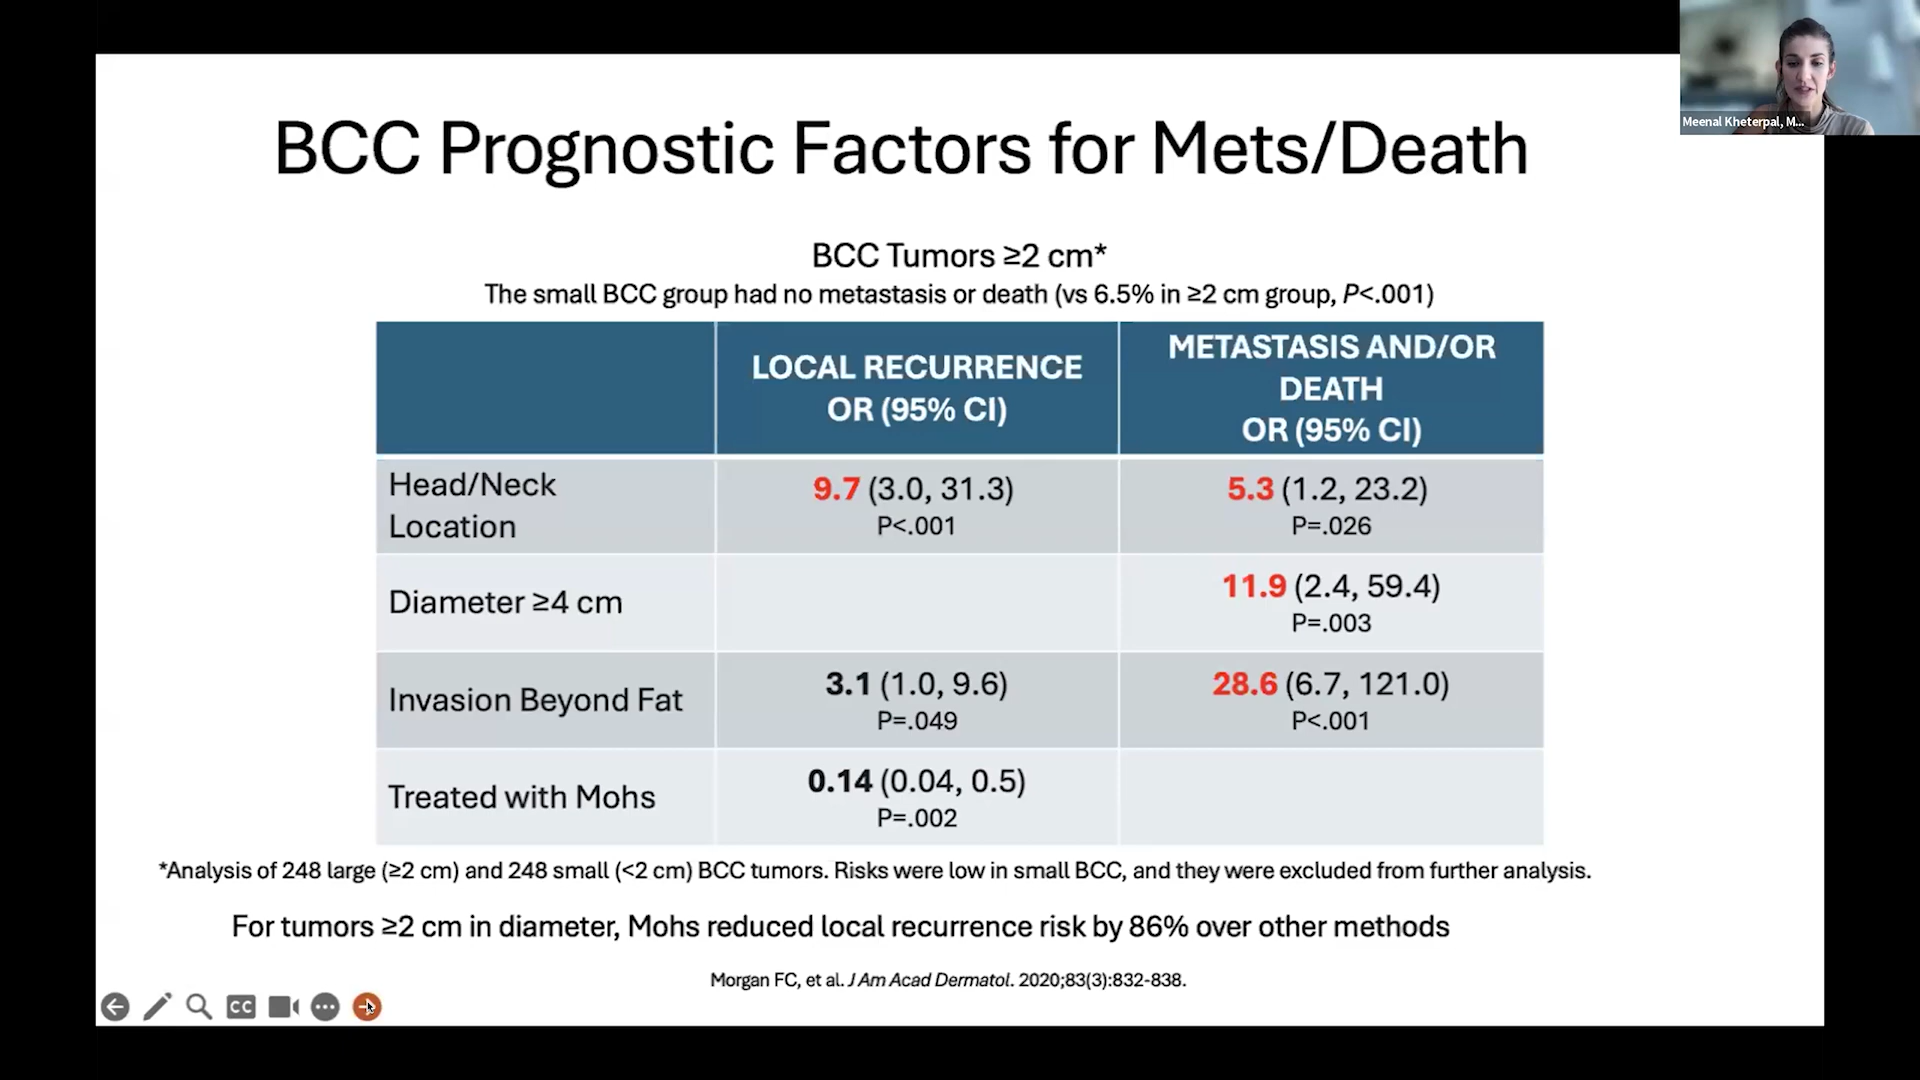 Meenal Kheterpal, M...
BCC Prognostic Factors for Mets/Death
BCC Tumors ≥2 cm*
The small BCC group had no metastasis or death (vs 6.5% in ≥2 cm group, P<.001)
LOCAL RECURRENCE
OR (95% CI)
METASTASIS AND/OR
DEATH
OR (95% CI)
Head/Neck
Location
9.7 (3.0, 31.3)
P<.001
5.3 (1.2, 23.2)
P=.026
Diameter ≥4 cm
11.9 (2.4, 59.4)
P=.003
Invasion Beyond Fat
3.1 (1.0, 9.6)
P=.049
28.6 (6.7, 121.0)
P<.001
Treated with Mohs
0.14 (0.04, 0.5)
P=.002
*Analysis of 248 large (≥2 cm) and 248 small (<2 cm) BCC tumors. Risks were low in small BCC, and they were excluded from further analysis.
For tumors ≥2 cm in diameter, Mohs reduced local recurrence risk by 86% over other methods
Morgan FC, et al. J Am Acad Dermatol. 2020;83(3):832-838.
CC